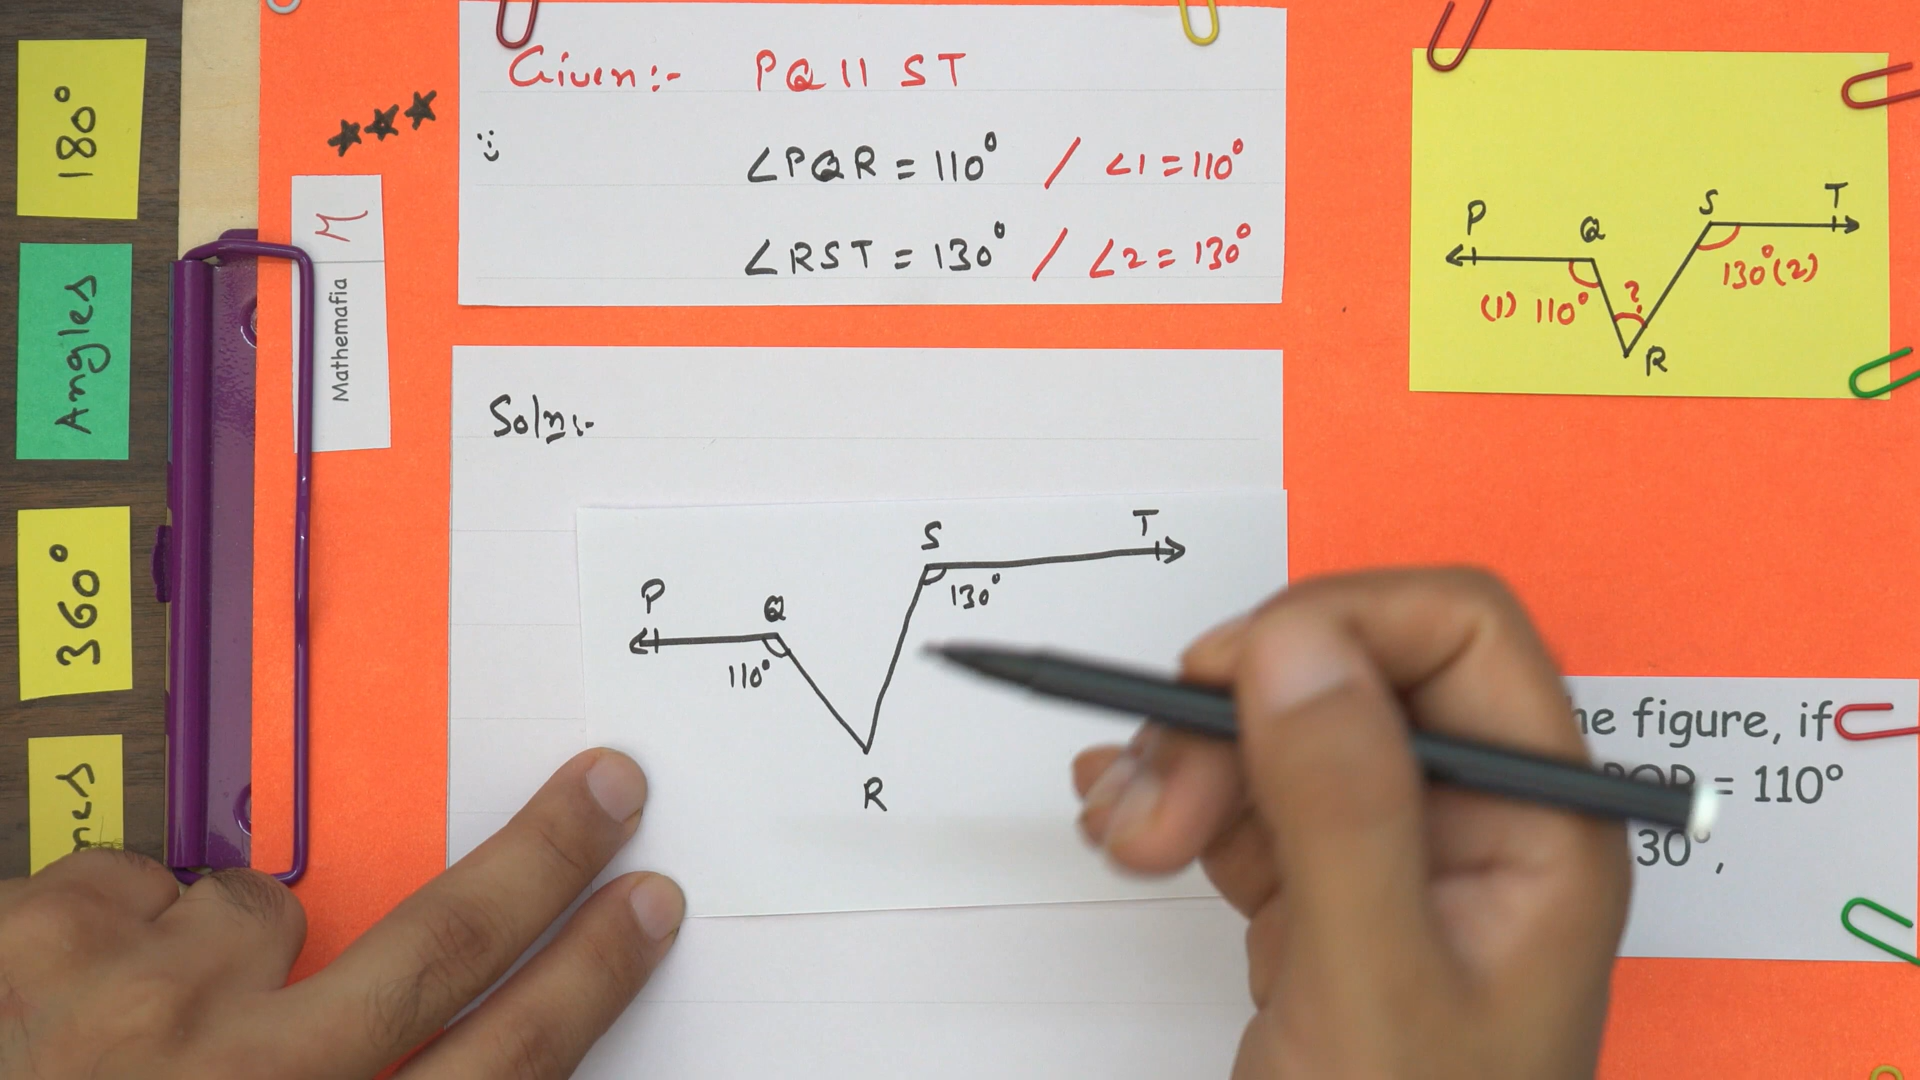 180°
Angles
360°
M
Mathemafia
Given:- PQ || ST
∠PQR = 110° / ∠1 = 110°
∠RST = 130° / ∠2 = 130°
Soln:-
S T
P Q
130°
110°
R
P Q S T
130°(2)
(1) 110° ?
R
figure, if
= 110°
30°,